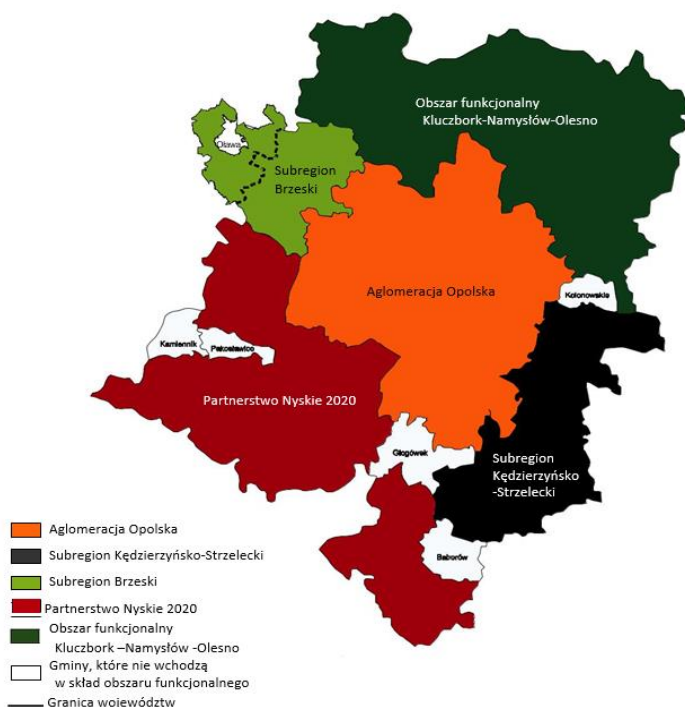 Obszar funkcjonalny
Kluczbork-Namysłów-Olesno
Oława
Subregion
Brzeski
Aglomeracja Opolska
Kolonowskie
Kamiennik
Pakosławice
Partnerstwo Nyskie 2020
Głogówek
Subregion
Kędzierzyńsko
-Strzelecki
Baborów
Aglomeracja Opolska
Subregion Kędzierzyńsko-Strzelecki
Subregion Brzeski
Partnerstwo Nyskie 2020
Obszar funkcjonalny
Kluczbork –Namysłów -Olesno
Gminy, które nie wchodzą
w skład obszaru funkcjonalnego
Granica województw